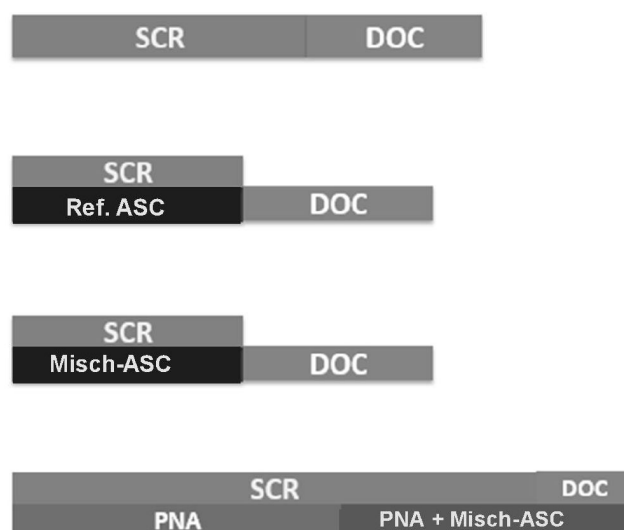 SCR DOC
SCR
Ref. ASC DOC
SCR
Misch-ASC DOC
SCR DOC
PNA PNA + Misch-ASC